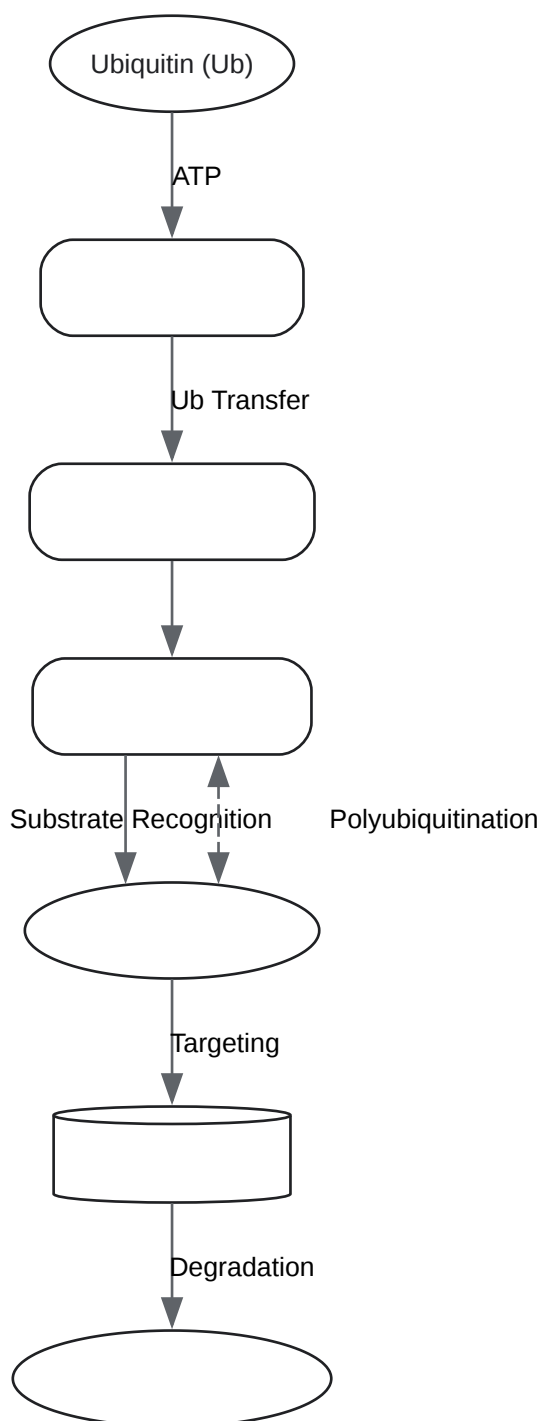 Ubiquitin (Ub)
ATP
Ub Transfer
Substrate Recognition
Polyubiquitination
Targeting
Degradation